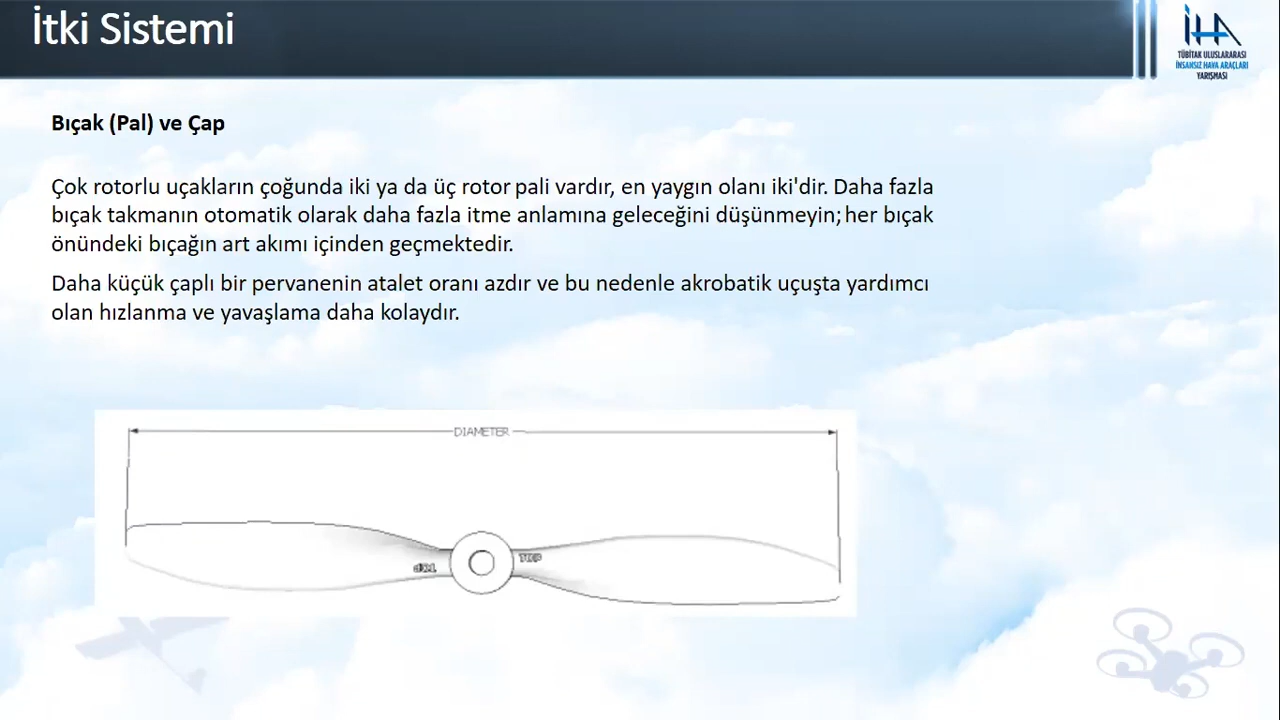 İtki Sistemi
İHA
TÜBİTAK ULUSLARARASI
İNSANSIZ HAVA ARAÇLARI
YARIŞMASI
Bıçak (Pal) ve Çap
Çok rotorlu uçakların çoğunda iki ya da üç rotor pali vardır, en yaygın olanı iki'dir. Daha fazla
bıçak takmanın otomatik olarak daha fazla itme anlamına geleceğini düşünmeyin; her bıçak
önündeki bıçağın art akımı içinden geçmektedir.
Daha küçük çaplı bir pervanenin atalet oranı azdır ve bu nedenle akrobatik uçuşta yardımcı
olan hızlanma ve yavaşlama daha kolaydır.
DIAMETER
TOP
TOP